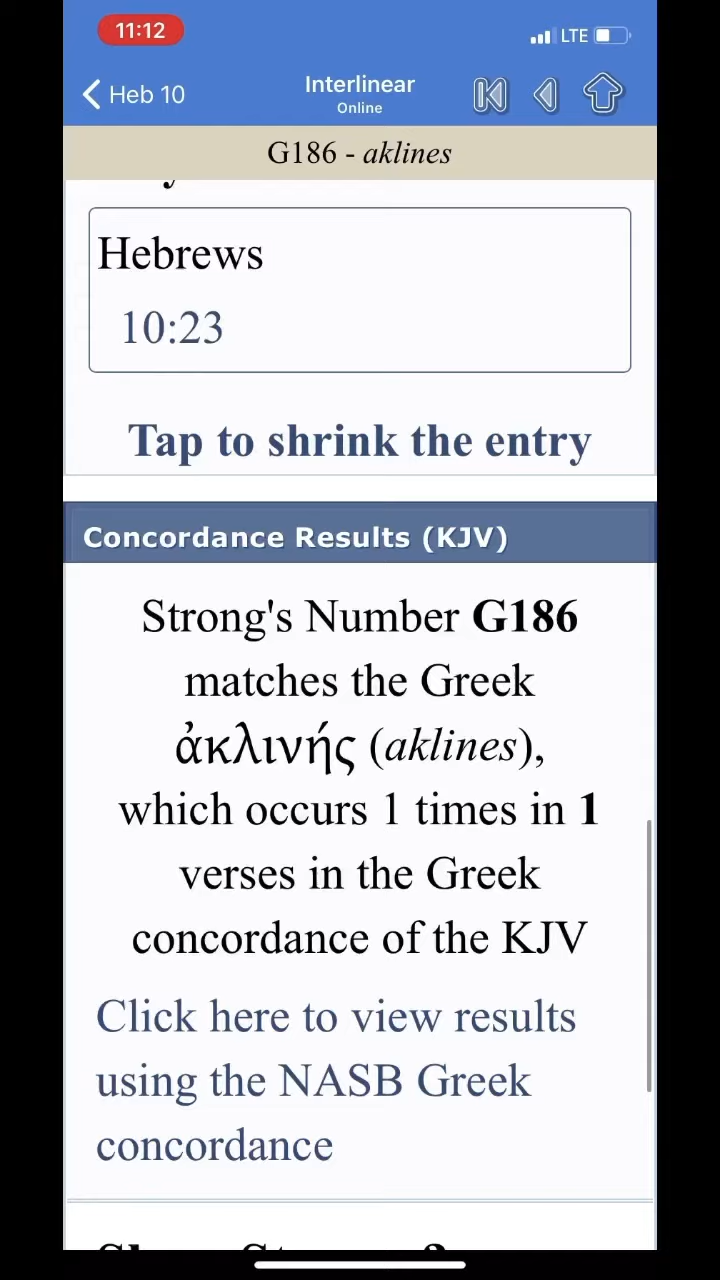 11:12
LTE
Heb 10
Interlinear
Online
G186 - aklines
Hebrews
10:23
Tap to shrink the entry
Concordance Results (KJV)
Strong's Number G186
matches the Greek
ἀκλινής (aklines),
which occurs 1 times in 1
verses in the Greek
concordance of the KJV
Click here to view results
using the NASB Greek
concordance